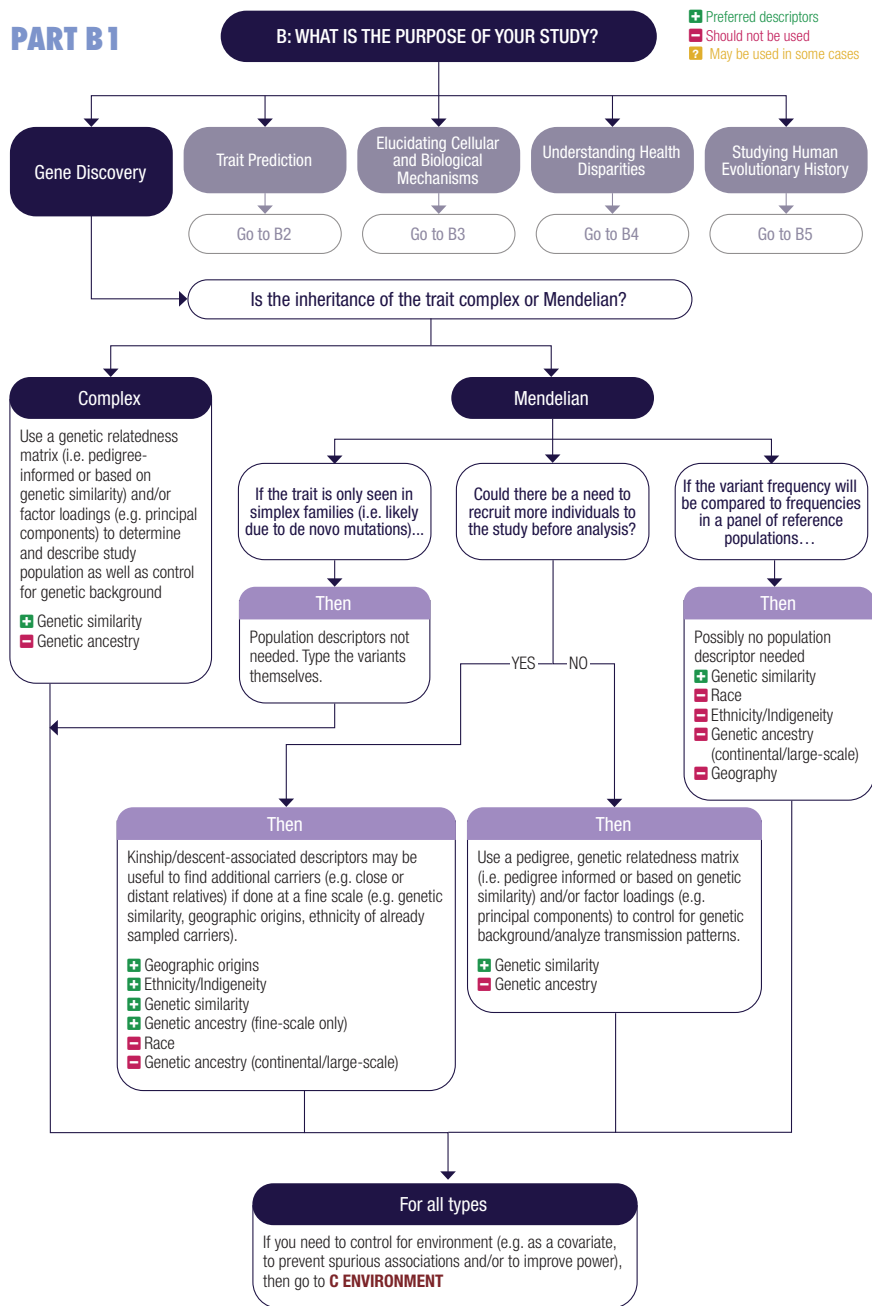 PART B1
B: WHAT IS THE PURPOSE OF YOUR STUDY?
+ Preferred descriptors
− Should not be used
? May be used in some cases
Gene Discovery
Trait Prediction
Elucidating Cellular
and Biological
Mechanisms
Understanding Health
Disparities
Studying Human
Evolutionary History
Go to B2
Go to B3
Go to B4
Go to B5
Is the inheritance of the trait complex or Mendelian?
Complex
Use a genetic relatedness
matrix (i.e. pedigree-
informed or based on
genetic similarity) and/or
factor loadings (e.g. principal
components) to determine
and describe study
population as well as control
for genetic background
+ Genetic similarity
− Genetic ancestry
Mendelian
If the trait is only seen in
simplex families (i.e. likely
due to de novo mutations)...
Then
Population descriptors not
needed. Type the variants
themselves.
Could there be a need to
recruit more individuals to
the study before analysis?
YES
NO
If the variant frequency will
be compared to frequencies
in a panel of reference
populations…
Then
Possibly no population
descriptor needed
+ Genetic similarity
− Race
− Ethnicity/Indigeneity
− Genetic ancestry
(continental/large-scale)
− Geography
Then
Kinship/descent-associated descriptors may be
useful to find additional carriers (e.g. close or
distant relatives) if done at a fine scale (e.g. genetic
similarity, geographic origins, ethnicity of already
sampled carriers).
+ Geographic origins
+ Ethnicity/Indigeneity
+ Genetic similarity
+ Genetic ancestry (fine-scale only)
− Race
− Genetic ancestry (continental/large-scale)
Then
Use a pedigree, genetic relatedness matrix
(i.e. pedigree informed or based on genetic
similarity) and/or factor loadings (e.g.
principal components) to control for genetic
background/analyze transmission patterns.
+ Genetic similarity
− Genetic ancestry
For all types
If you need to control for environment (e.g. as a covariate,
to prevent spurious associations and/or to improve power),
then go to C ENVIRONMENT